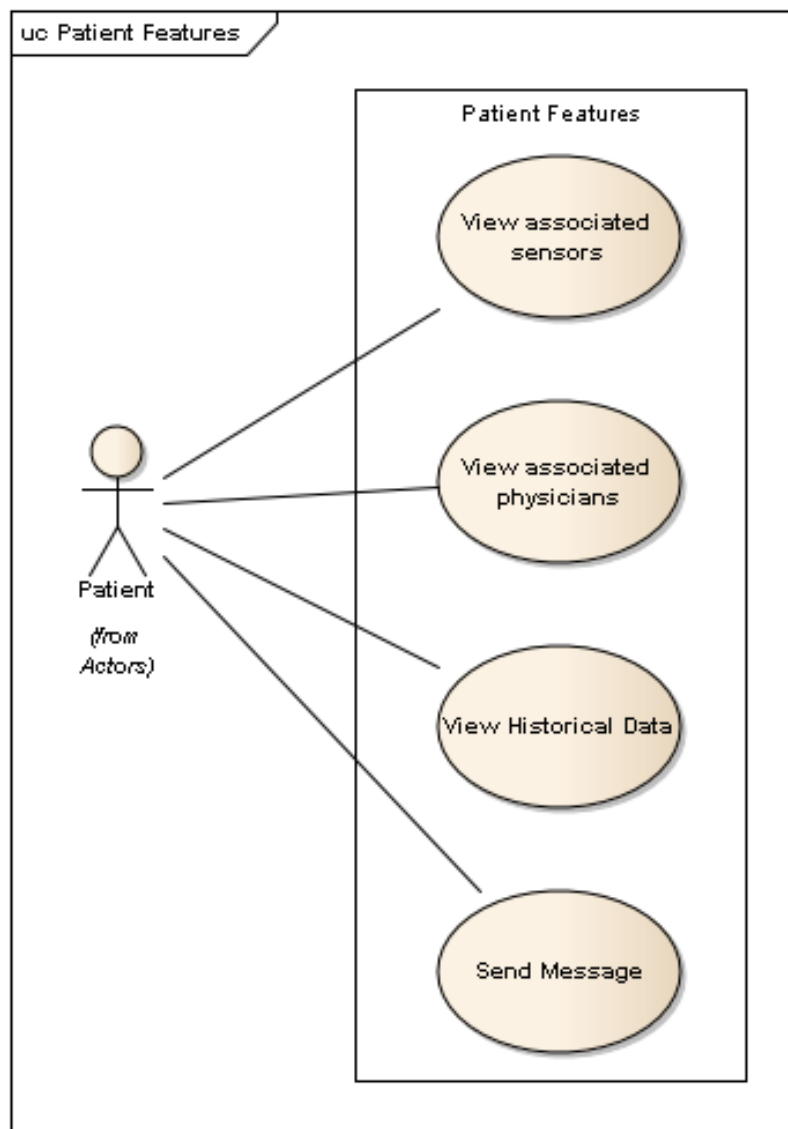 uc Patient Features
Patient Features
View associated
sensors
View associated
physicians
Patient
(from
Actors)
View Historical Data
Send Message